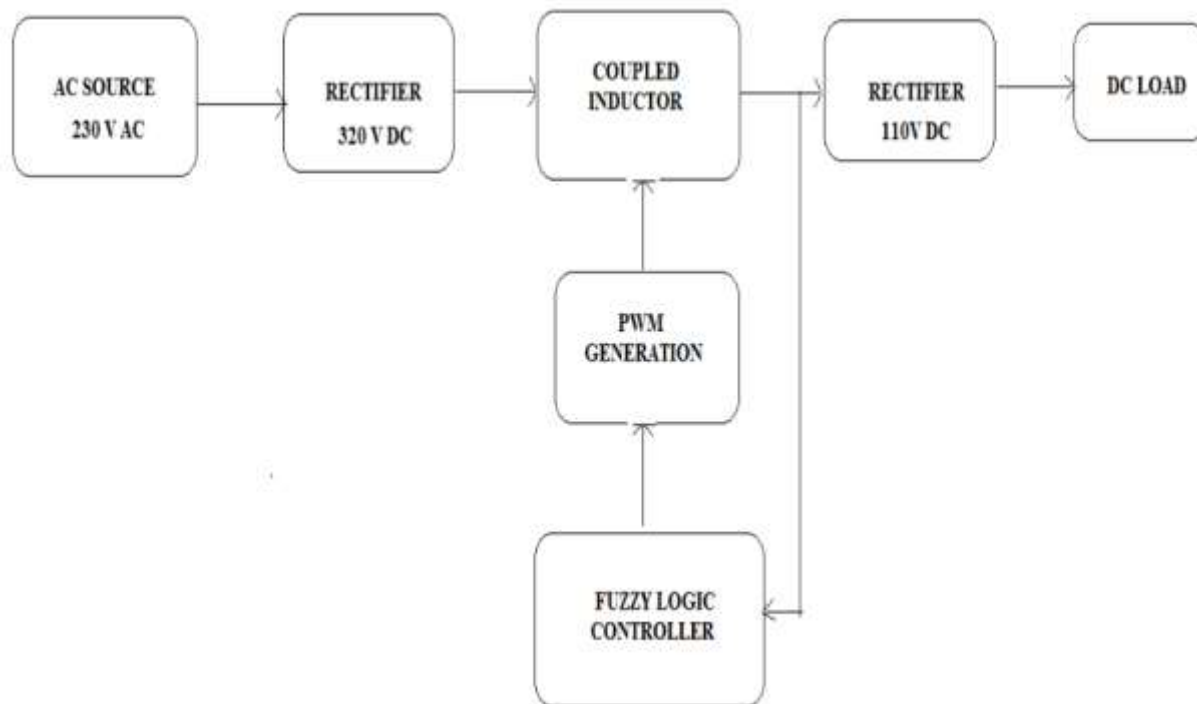 AC SOURCE
230 V AC
RECTIFIER
320 V DC
COUPLED
INDUCTOR
RECTIFIER
110V DC
DC LOAD
PWM
GENERATION
FUZZY LOGIC
CONTROLLER